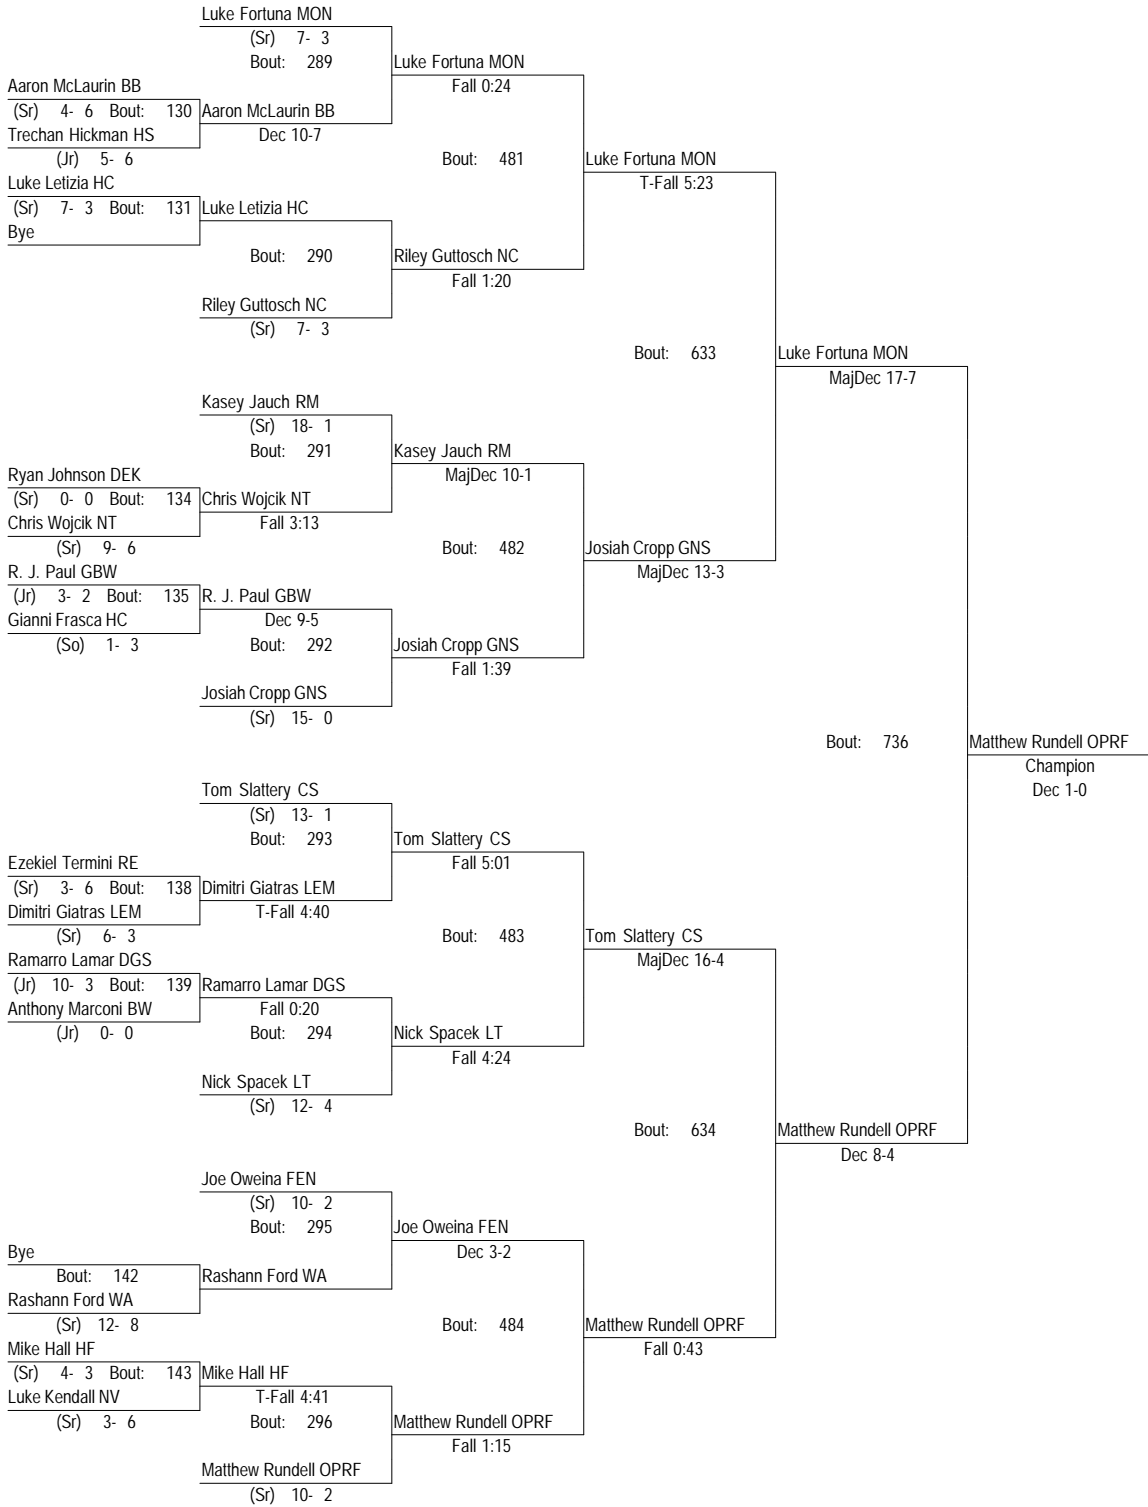 Luke Fortuna MON
(Sr) 7- 3
Bout: 289
Luke Fortuna MON
Fall 0:24
Aaron McLaurin BB
(Sr) 4- 6 Bout: 130
Aaron McLaurin BB
Trechan Hickman HS
Dec 10-7
(Jr) 5- 6
Bout: 481
Luke Fortuna MON
T-Fall 5:23
Luke Letizia HC
(Sr) 7- 3 Bout: 131
Luke Letizia HC
Bye
Bout: 290
Riley Guttosch NC
Fall 1:20
Riley Guttosch NC
(Sr) 7- 3
Bout: 633
Luke Fortuna MON
MajDec 17-7
Kasey Jauch RM
(Sr) 18- 1
Bout: 291
Kasey Jauch RM
MajDec 10-1
Ryan Johnson DEK
(Sr) 0- 0 Bout: 134
Chris Wojcik NT
Chris Wojcik NT
Fall 3:13
(Sr) 9- 6
Bout: 482
Josiah Cropp GNS
MajDec 13-3
R. J. Paul GBW
(Jr) 3- 2 Bout: 135
R. J. Paul GBW
Gianni Frasca HC
Dec 9-5
(So) 1- 3
Bout: 292
Josiah Cropp GNS
Fall 1:39
Josiah Cropp GNS
(Sr) 15- 0
Bout: 736
Matthew Rundell OPRF
Champion
Dec 1-0
Tom Slattery CS
(Sr) 13- 1
Bout: 293
Tom Slattery CS
Fall 5:01
Ezekiel Termini RE
(Sr) 3- 6 Bout: 138
Dimitri Giatras LEM
Dimitri Giatras LEM
T-Fall 4:40
(Sr) 6- 3
Bout: 483
Tom Slattery CS
MajDec 16-4
Ramarro Lamar DGS
(Jr) 10- 3 Bout: 139
Ramarro Lamar DGS
Anthony Marconi BW
Fall 0:20
(Jr) 0- 0
Bout: 294
Nick Spacek LT
Fall 4:24
Nick Spacek LT
(Sr) 12- 4
Bout: 634
Matthew Rundell OPRF
Dec 8-4
Joe Oweina FEN
(Sr) 10- 2
Bout: 295
Joe Oweina FEN
Dec 3-2
Bye
Bout: 142
Rashann Ford WA
Rashann Ford WA
(Sr) 12- 8
Bout: 484
Matthew Rundell OPRF
Fall 0:43
Mike Hall HF
(Sr) 4- 3 Bout: 143
Mike Hall HF
Luke Kendall NV
T-Fall 4:41
(Sr) 3- 6
Bout: 296
Matthew Rundell OPRF
Fall 1:15
Matthew Rundell OPRF
(Sr) 10- 2